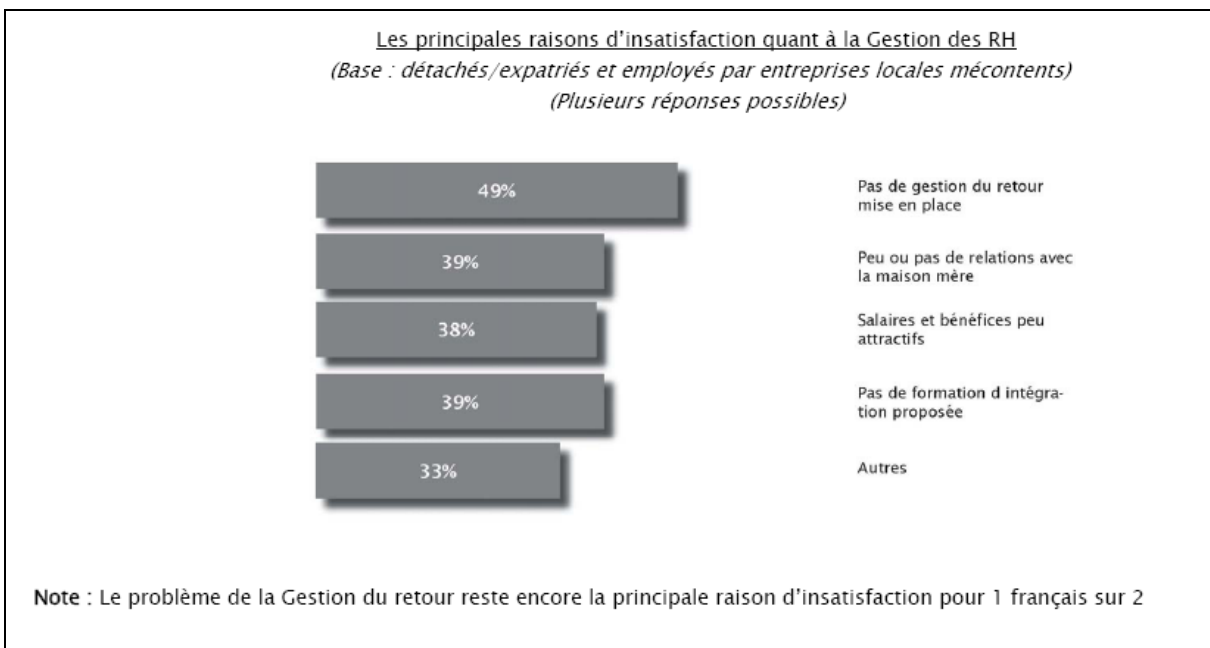 Les principales raisons d'insatisfaction quant à la Gestion des RH
(Base : détachés/expatriés et employés par entreprises locales mécontents)
(Plusieurs réponses possibles)
49%
Pas de gestion du retour
mise en place
39%
Peu ou pas de relations avec
la maison mère
38%
Salaires et bénéfices peu
attractifs
39%
Pas de formation d intégra-
tion proposée
33%
Autres
Note : Le problème de la Gestion du retour reste encore la principale raison d'insatisfaction pour 1 français sur 2